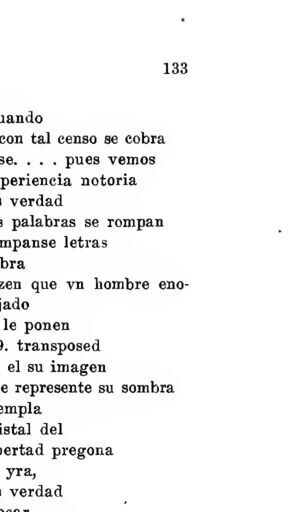 133
uando
con tal censo se cobra
se. . . . pues vemos
periencia notoria
verdad
palabras se rompan
mpanse letras
bra
zen que vn hombre eno-
jado
le ponen
9. transposed
el su imagen
e represente su sombra
empla
istal del
pertad pregona
yra,
verdad